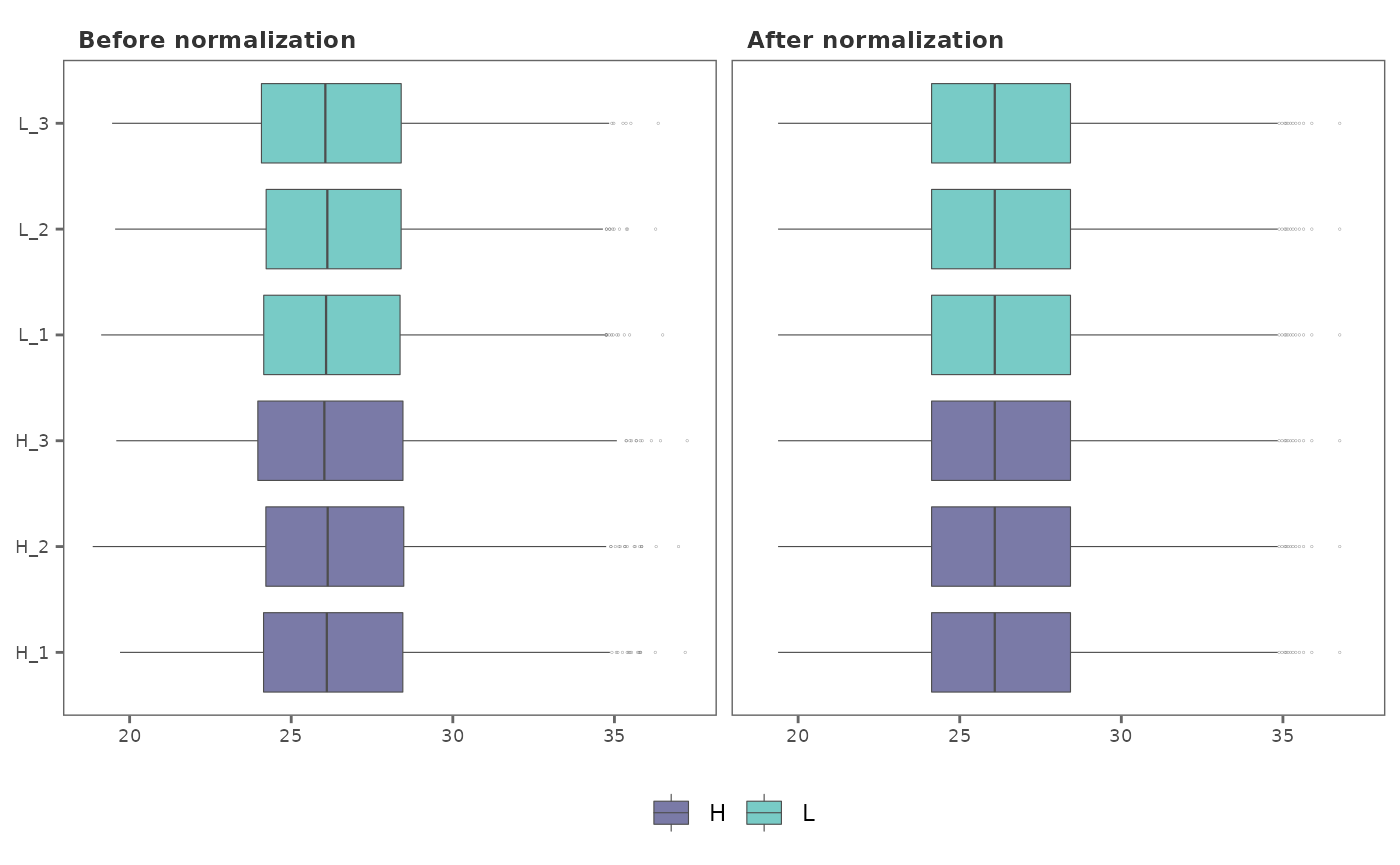 Before normalization
After normalization
L_3
L_2
L_1
H_3
H_2
H_1
20 25 30 35
20 25 30 35
H L